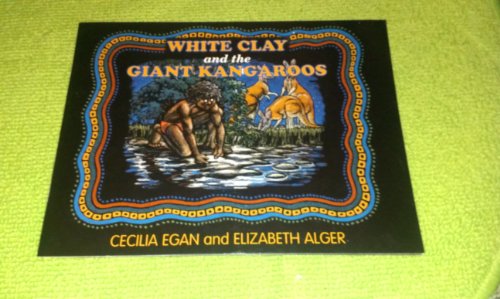 WHITE CLAY
and the
GIANT KANGAROOS
CECILIA EGAN and ELIZABETH ALGER